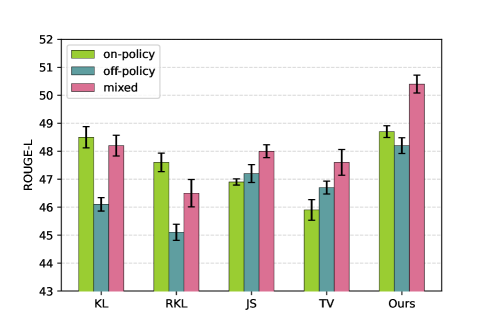 52
51
50
49
48
47
46
45
44
43
ROUGE-L
on-policy
off-policy
mixed
KL
RKL
JS
TV
Ours